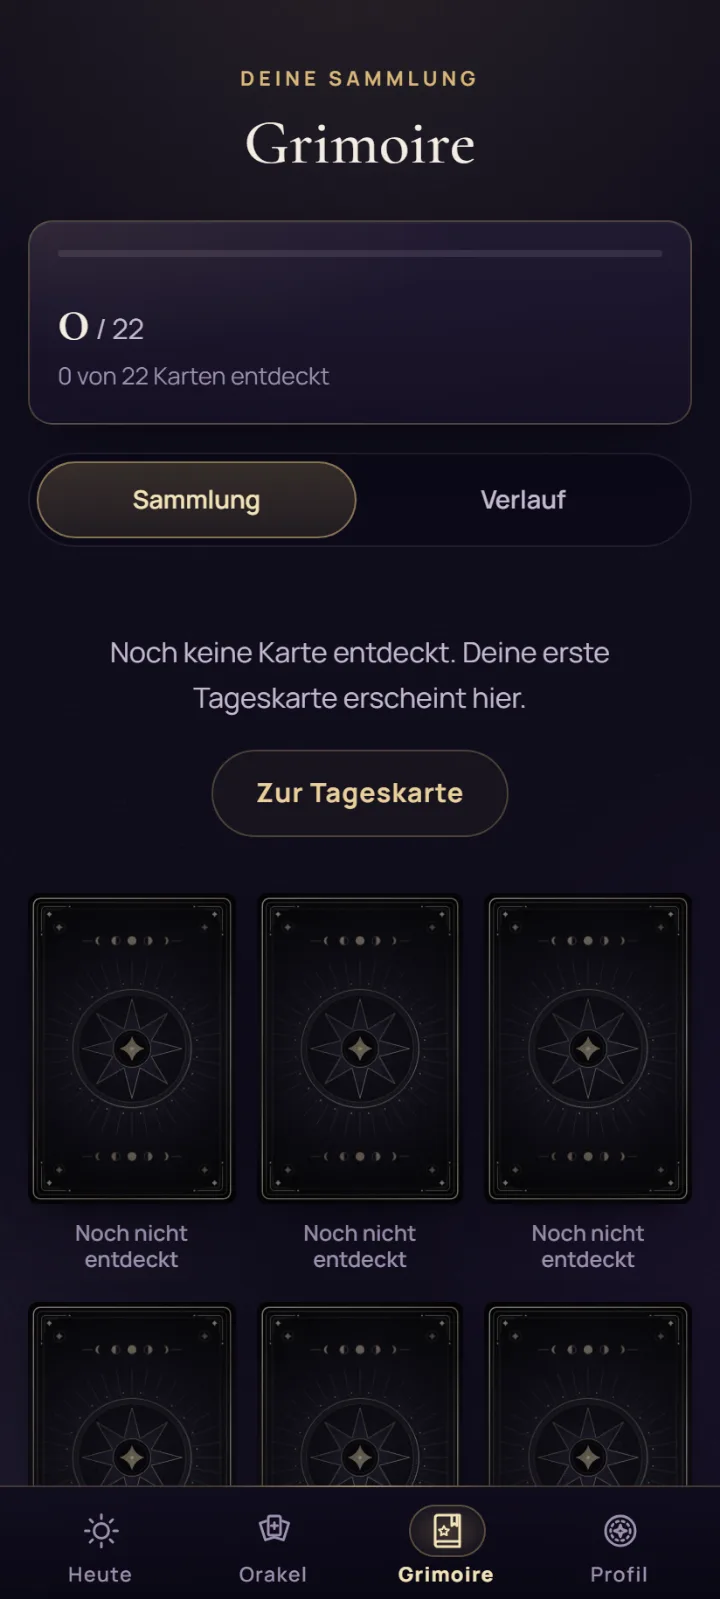 DEINE SAMMLUNG
Grimoire
0 / 22
0 von 22 Karten entdeckt
Sammlung
Verlauf
Noch keine Karte entdeckt. Deine erste
Tageskarte erscheint hier.
Zur Tageskarte
Noch nicht
entdeckt
Noch nicht
entdeckt
Noch nicht
entdeckt
Heute
Orakel
Grimoire
Profil